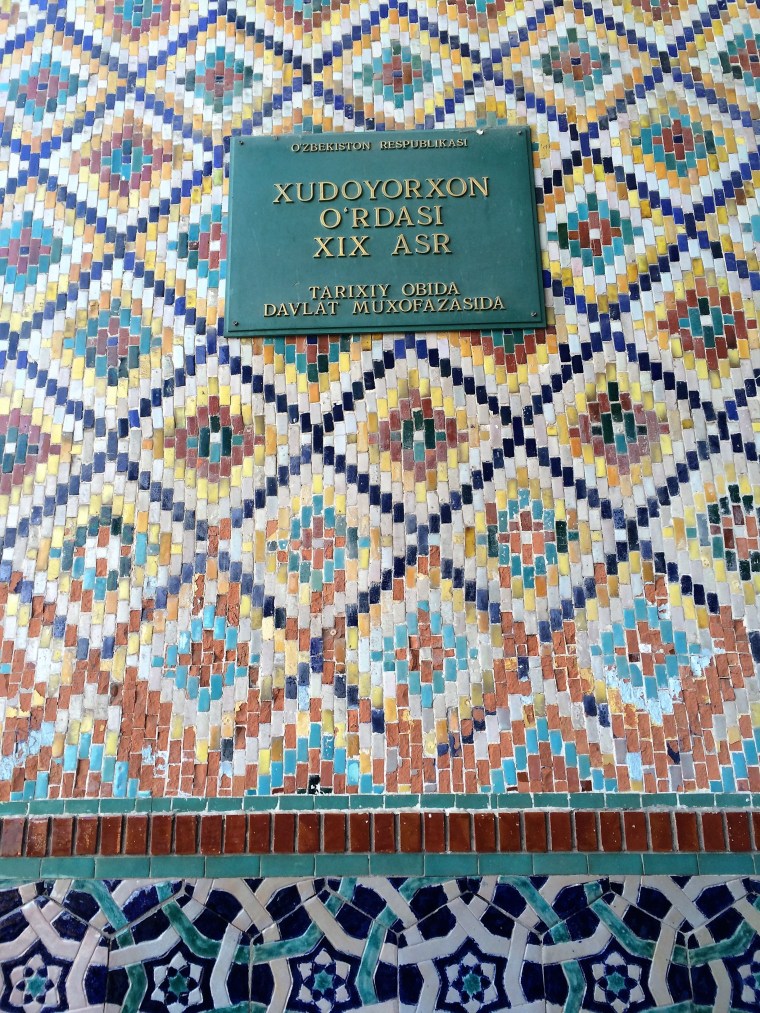 O'ZBEKISTON RESPUBLIKASI
XUDOYORXON
O'RDASI
XIX ASR
TARIXIY OBIDA
DAVLAT MUXOFAZASIDA